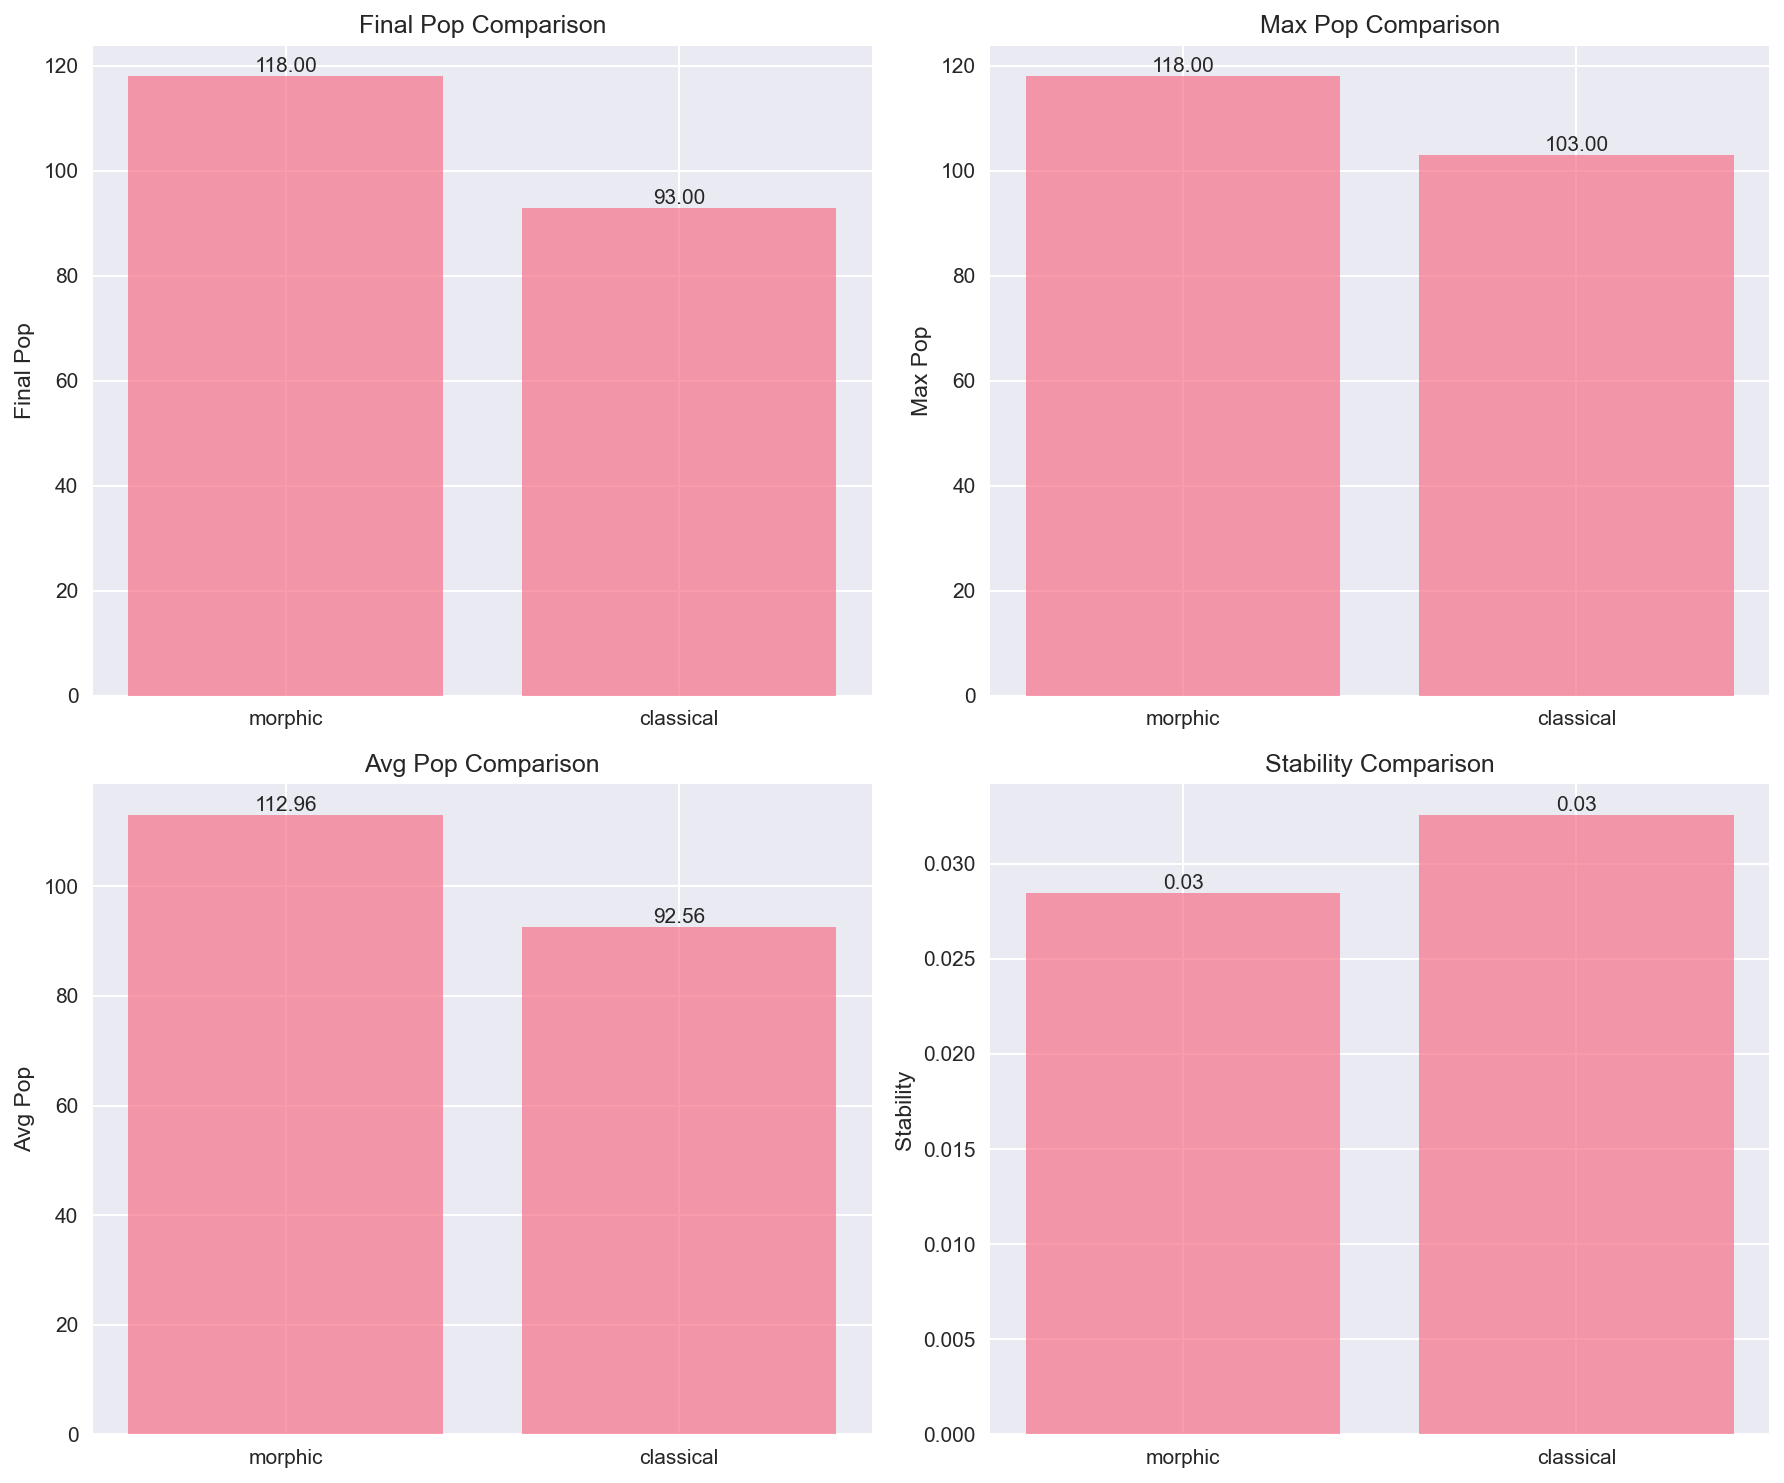 Final Pop Comparison
Final Pop
120
100
80
60
40
20
0
118.00
93.00
morphic
classical
Max Pop Comparison
Max Pop
120
100
80
60
40
20
0
118.00
103.00
morphic
classical
Avg Pop Comparison
Avg Pop
100
80
60
40
20
0
112.96
92.56
morphic
classical
Stability Comparison
Stability
0.030
0.025
0.020
0.015
0.010
0.005
0.000
0.03
0.03
morphic
classical